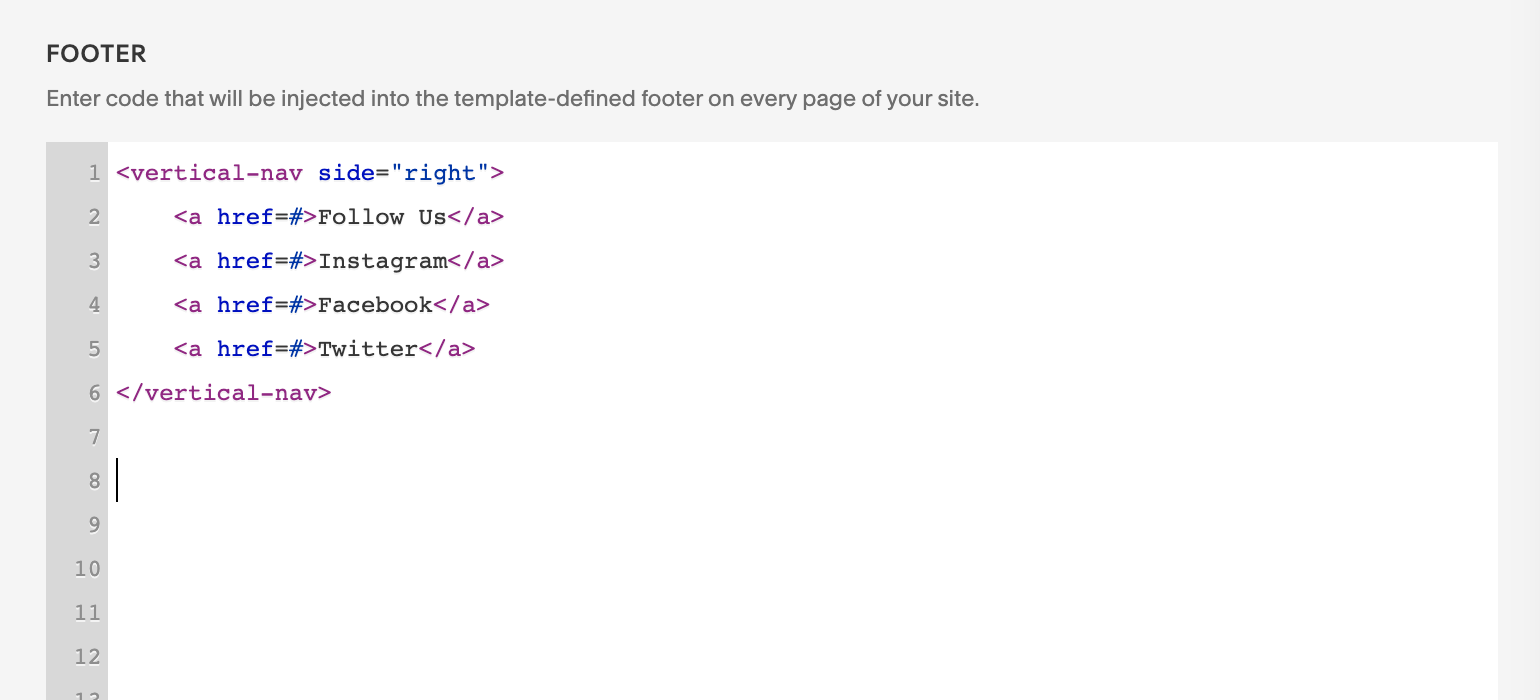 FOOTER
Enter code that will be injected into the template-defined footer on every page of your site.
1 <vertical-nav side="right">
2     <a href=#>Follow Us</a>
3     <a href=#>Instagram</a>
4     <a href=#>Facebook</a>
5     <a href=#>Twitter</a>
6 </vertical-nav>
7
8
9
10
11
12
13